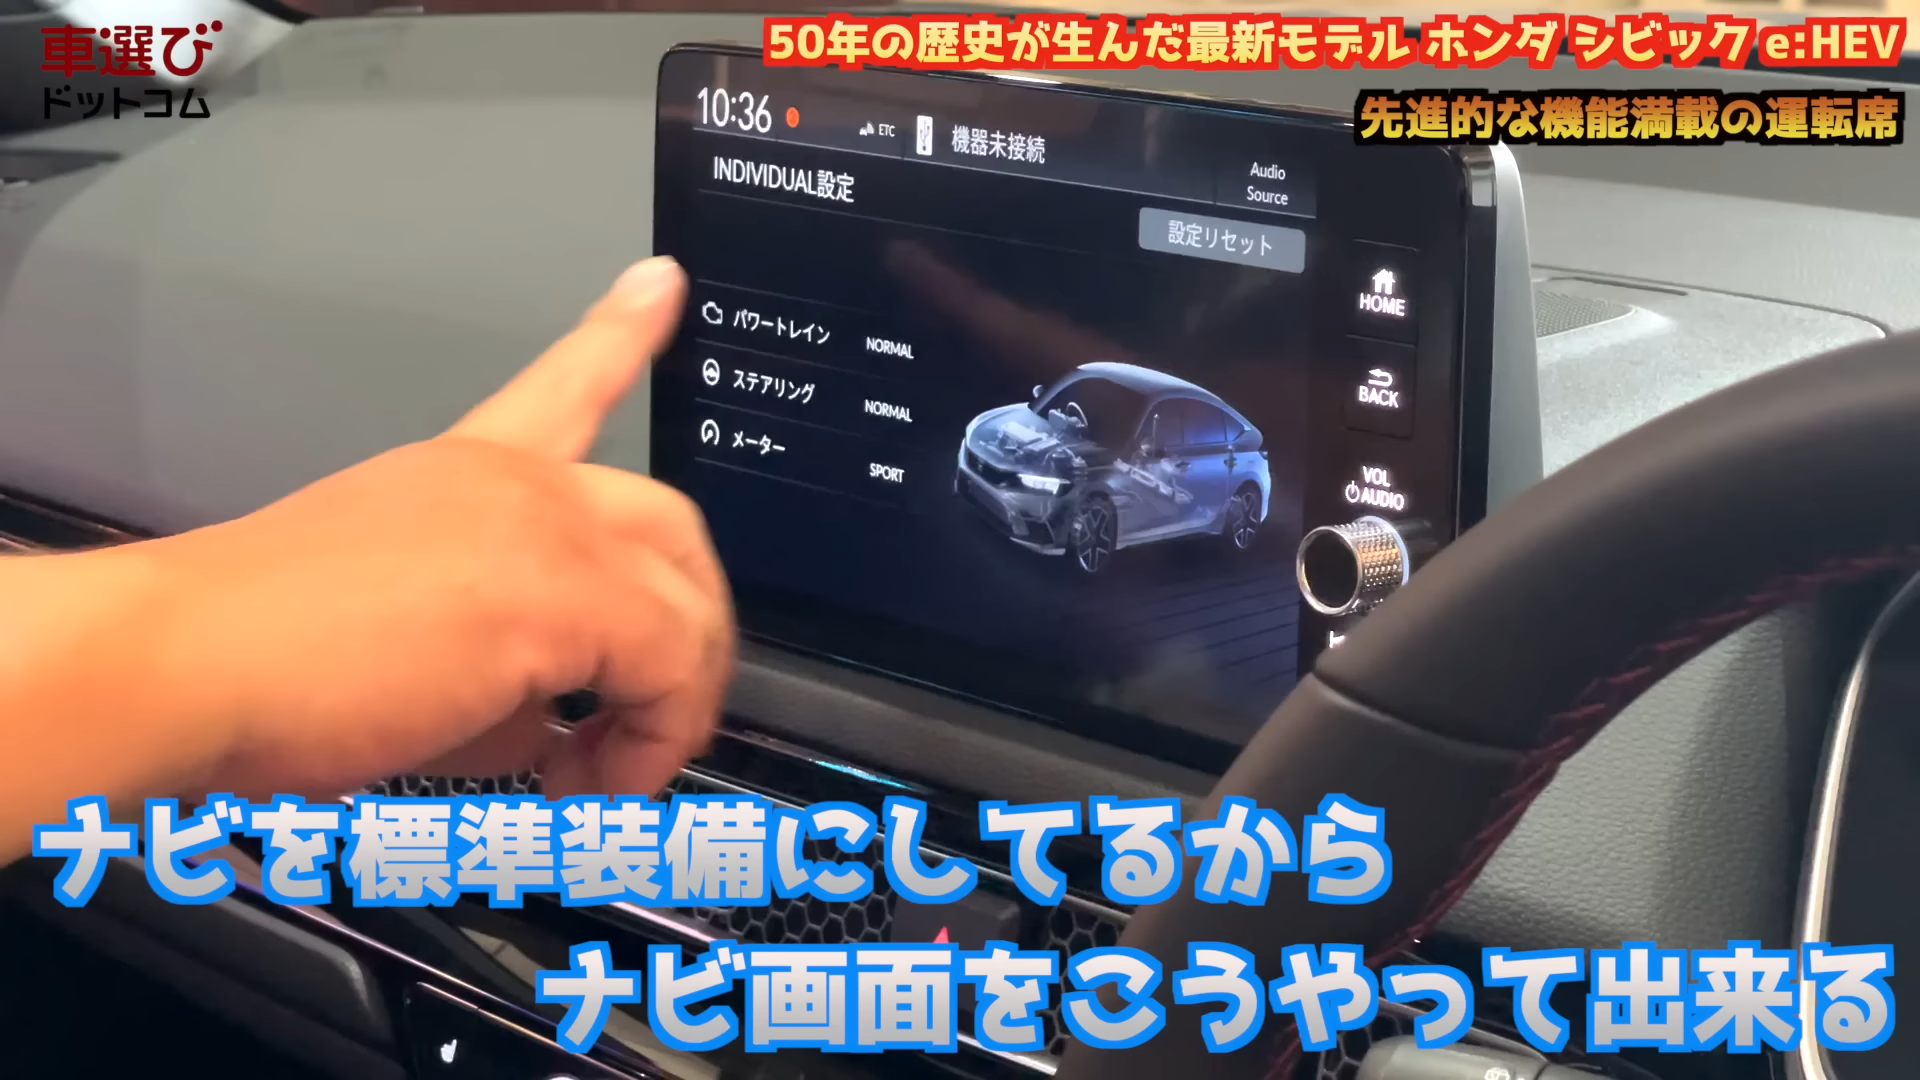 車選び
ドットコム
50年の歴史が生んだ最新モデル ホンダ シビック e:HEV
先進的な機能満載の運転席
10:36
ETC
機器未接続
Audio
Source
INDIVIDUAL設定
設定リセット
パワートレイン NORMAL
ステアリング NORMAL
メーター SPORT
HOME
BACK
VOL
AUDIO
ナビを標準装備にしてるから
ナビ画面をこうやって出来る